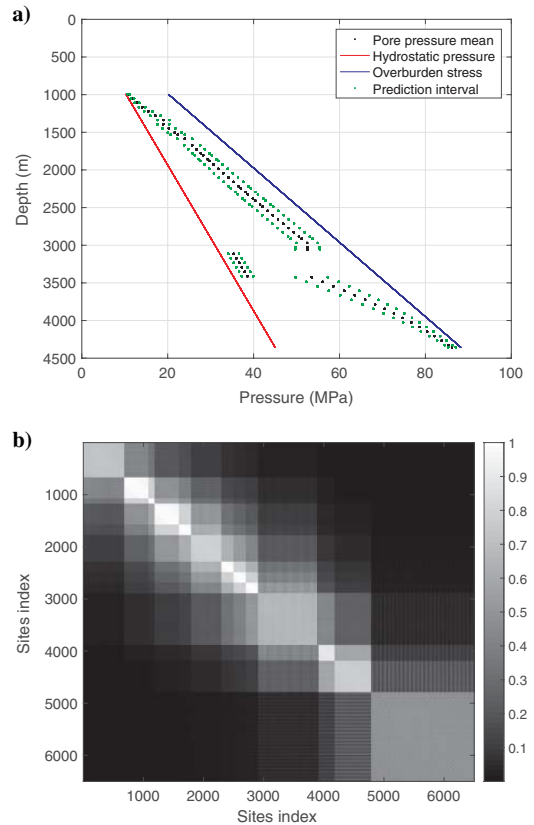 a)
0
500
1000
1500
2000
2500
3000
3500
4000
4500
Depth (m)
0 20 40 60 80 100
Pressure (MPa)
Pore pressure mean
Hydrostatic pressure
Overburden stress
Prediction interval
b)
1000
2000
3000
4000
5000
6000
Sites index
1000 2000 3000 4000 5000 6000
Sites index
1
0.9
0.8
0.7
0.6
0.5
0.4
0.3
0.2
0.1